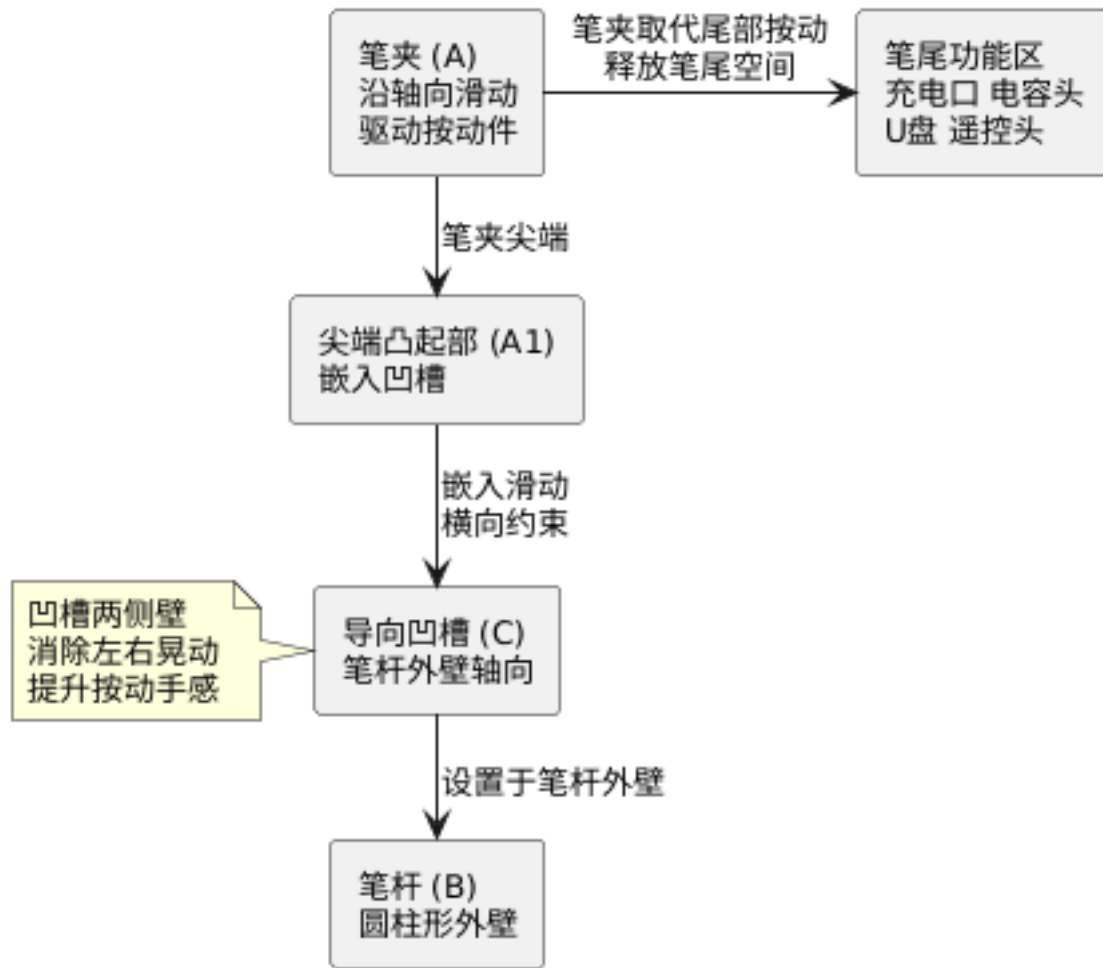 笔夹 (A)
沿轴向滑动
驱动按动件
笔夹取代尾部按动
释放笔尾空间
笔尾功能区
充电口 电容头
U盘 遥控头
笔夹尖端
尖端凸起部 (A1)
嵌入凹槽
嵌入滑动
横向约束
凹槽两侧壁
消除左右晃动
提升按动手感
导向凹槽 (C)
笔杆外壁轴向
设置于笔杆外壁
笔杆 (B)
圆柱形外壁